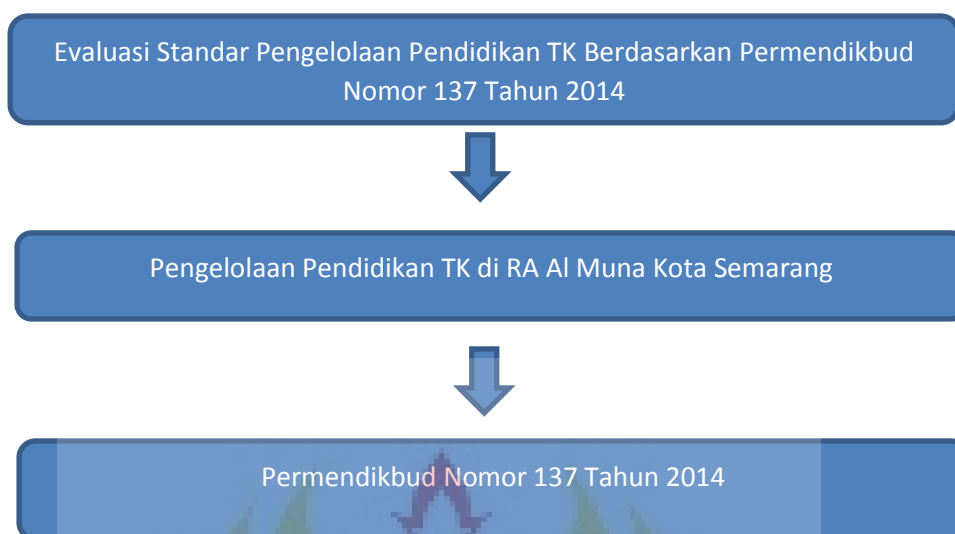 Evaluasi Standar Pengelolaan Pendidikan TK Berdasarkan Permendikbud
Nomor 137 Tahun 2014
Pengelolaan Pendidikan TK di RA Al Muna Kota Semarang
Permendikbud Nomor 137 Tahun 2014